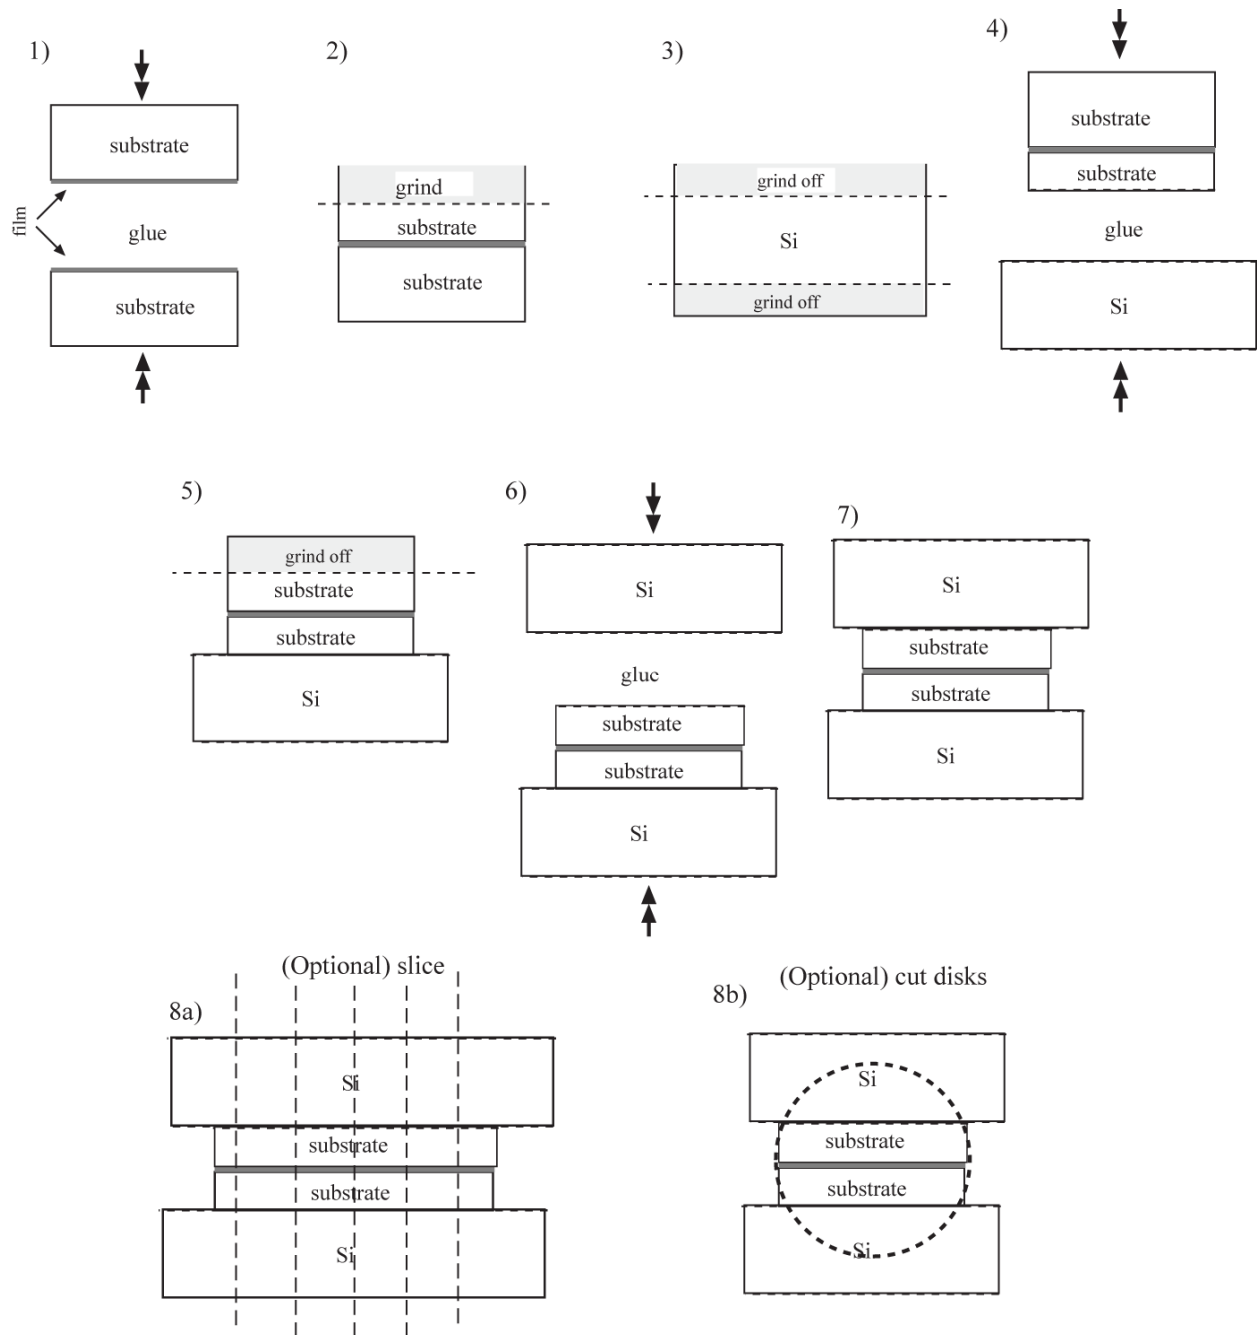 1)
substrate
film
glue
substrate
2)
grind
substrate
substrate
3)
grind off
Si
grind off
4)
substrate
substrate
glue
Si
5)
grind off
substrate
substrate
Si
6)
Si
gluc
substrate
substrate
Si
7)
Si
substrate
substrate
Si
(Optional) slice
8a)
Si
substrate
substrate
Si
(Optional) cut disks
8b)
Si
substrate
substrate
Si